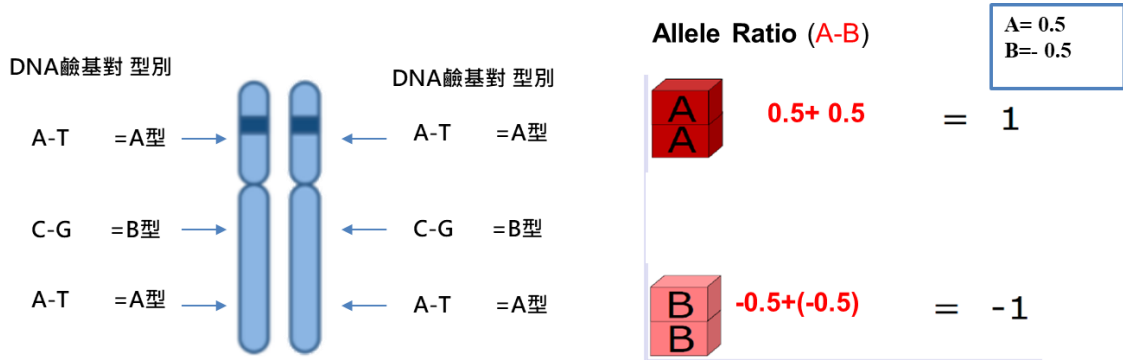 DNA鹼基對 型別
A-T =A型
C-G =B型
A-T =A型
DNA鹼基對 型別
A-T =A型
C-G =B型
A-T =A型
Allele Ratio (A-B)
A= 0.5
B=- 0.5
A
A
0.5+ 0.5 = 1
B
B
-0.5+(-0.5) = -1